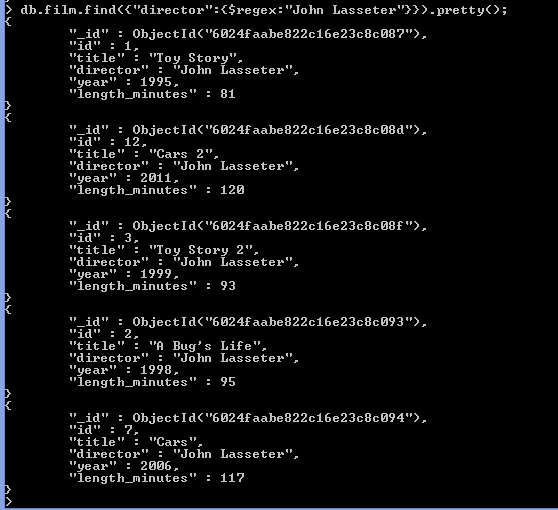 > db.film.find({"director":{$regex:"John Lasseter"}}).pretty();
{
"_id" : ObjectId("6024faabe822c16e23c8c087"),
"id" : 1,
"title" : "Toy Story",
"director" : "John Lasseter",
"year" : 1995,
"length_minutes" : 81
}
{
"_id" : ObjectId("6024faabe822c16e23c8c08d"),
"id" : 12,
"title" : "Cars 2",
"director" : "John Lasseter",
"year" : 2011,
"length_minutes" : 120
}
{
"_id" : ObjectId("6024faabe822c16e23c8c08f"),
"id" : 3,
"title" : "Toy Story 2",
"director" : "John Lasseter",
"year" : 1999,
"length_minutes" : 93
}
{
"_id" : ObjectId("6024faabe822c16e23c8c093"),
"id" : 2,
"title" : "A Bug's Life",
"director" : "John Lasseter",
"year" : 1998,
"length_minutes" : 95
}
{
"_id" : ObjectId("6024faabe822c16e23c8c094"),
"id" : 7,
"title" : "Cars",
"director" : "John Lasseter",
"year" : 2006,
"length_minutes" : 117
}
>